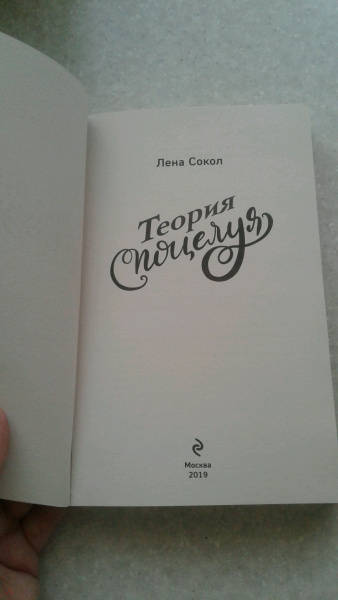 Лена Сокол
Теория
поцелуя
Москва
2019